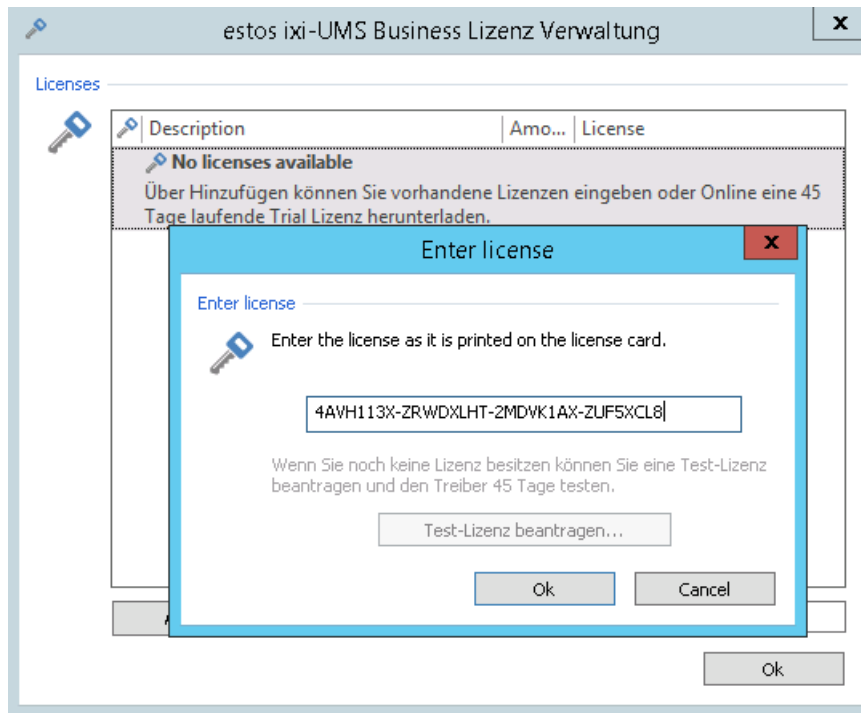 estos ixi-UMS Business Lizenz Verwaltung
x
Licenses
Description Amo... License
No licenses available
Über Hinzufügen können Sie vorhandene Lizenzen eingeben oder Online eine 45
Tage laufende Trial Lizenz herunterladen.
Enter license
x
Enter license
Enter the license as it is printed on the license card.
4AVH113X-ZRWDXLHT-2MDVK1AX-ZUF5XCL8
Wenn Sie noch keine Lizenz besitzen können Sie eine Test-Lizenz
beantragen und den Treiber 45 Tage testen.
Test-Lizenz beantragen...
Ok Cancel
Ok